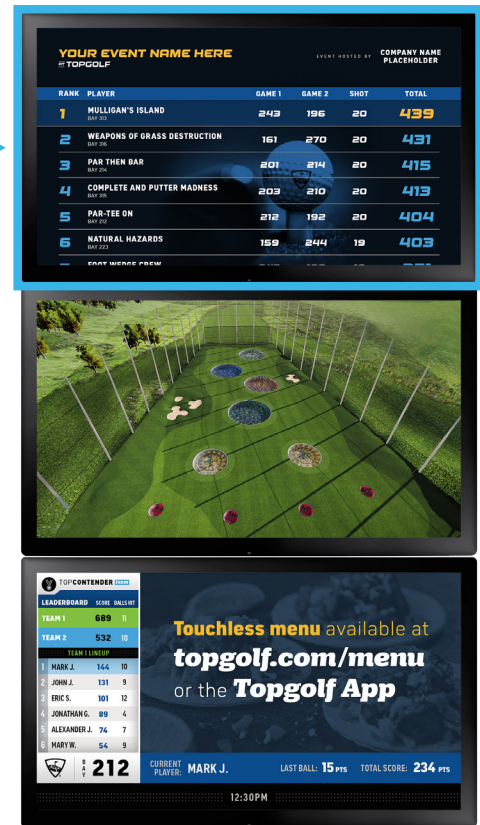 YOUR EVENT NAME HERE
AT TOPGOLF
EVENT HOSTED BY
COMPANY NAME
PLACEHOLDER
RANK PLAYER GAME 1 GAME 2 SHOT TOTAL
1 MULLIGAN'S ISLAND 243 196 20 439
BAY 313
2 WEAPONS OF GRASS DESTRUCTION 161 270 20 431
BAY 316
3 PAR THEN BAR 201 214 20 415
BAY 214
4 COMPLETE AND PUTTER MADNESS 203 210 20 413
BAY 315
5 PAR-TEE ON 212 192 20 404
BAY 212
6 NATURAL HAZARDS 159 244 19 403
BAY 223
FOOT WEDGE CREW
TOPCONTENDER TEAM
LEADERBOARD SCORE BALLS HIT
TEAM 1 689 11
TEAM 2 532 10
TEAM 1 LINEUP
1 MARK J. 144 10
2 JOHN J. 131 9
3 ERIC S. 101 12
4 JONATHAN G. 89 4
5 ALEXANDER J. 74 7
6 MARY W. 54 9
BAY 212
Touchless menu available at
topgolf.com/menu
or the Topgolf App
CURRENT PLAYER: MARK J. LAST BALL: 15 PTS TOTAL SCORE: 234 PTS
12:30PM